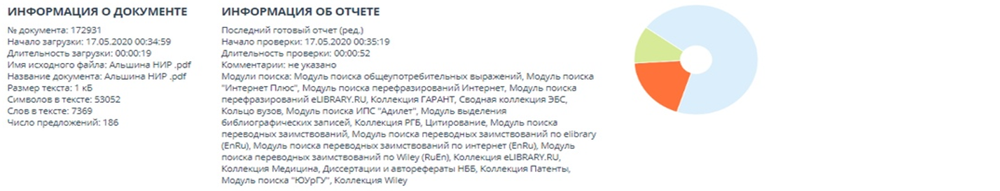 ИНФОРМАЦИЯ О ДОКУМЕНТЕ
№ документа: 172931
Начало загрузки: 17.05.2020 00:34:59
Длительность загрузки: 00:00:19
Имя исходного файла: Альшина НИР .pdf
Название документа: Альшина НИР .pdf
Размер текста: 1 кБ
Символов в тексте: 53052
Слов в тексте: 7369
Число предложений: 186
ИНФОРМАЦИЯ ОБ ОТЧЕТЕ
Последний готовый отчет (ред.)
Начало проверки: 17.05.2020 00:35:19
Длительность проверки: 00:00:52
Комментарии: не указано
Модули поиска: Модуль поиска общеупотребительных выражений, Модуль поиска
"Интернет Плюс", Модуль поиска перефразирований Интернет, Модуль поиска
перефразирований eLIBRARY.RU, Коллекция ГАРАНТ, Сводная коллекция ЭБС,
Кольцо вузов, Модуль поиска ИПС "Адилет", Модуль выделения
библиографических записей, Коллекция РГБ, Цитирование, Модуль поиска
переводных заимствований, Модуль поиска переводных заимствований по elibrary
(EnRu), Модуль поиска переводных заимствований по интернет (EnRu), Модуль
поиска переводных заимствований по Wiley (RuEn), Коллекция eLIBRARY.RU,
Коллекция Медицина, Диссертации и авторефераты НББ, Коллекция Патенты,
Модуль поиска "ЮУрГУ", Коллекция Wiley